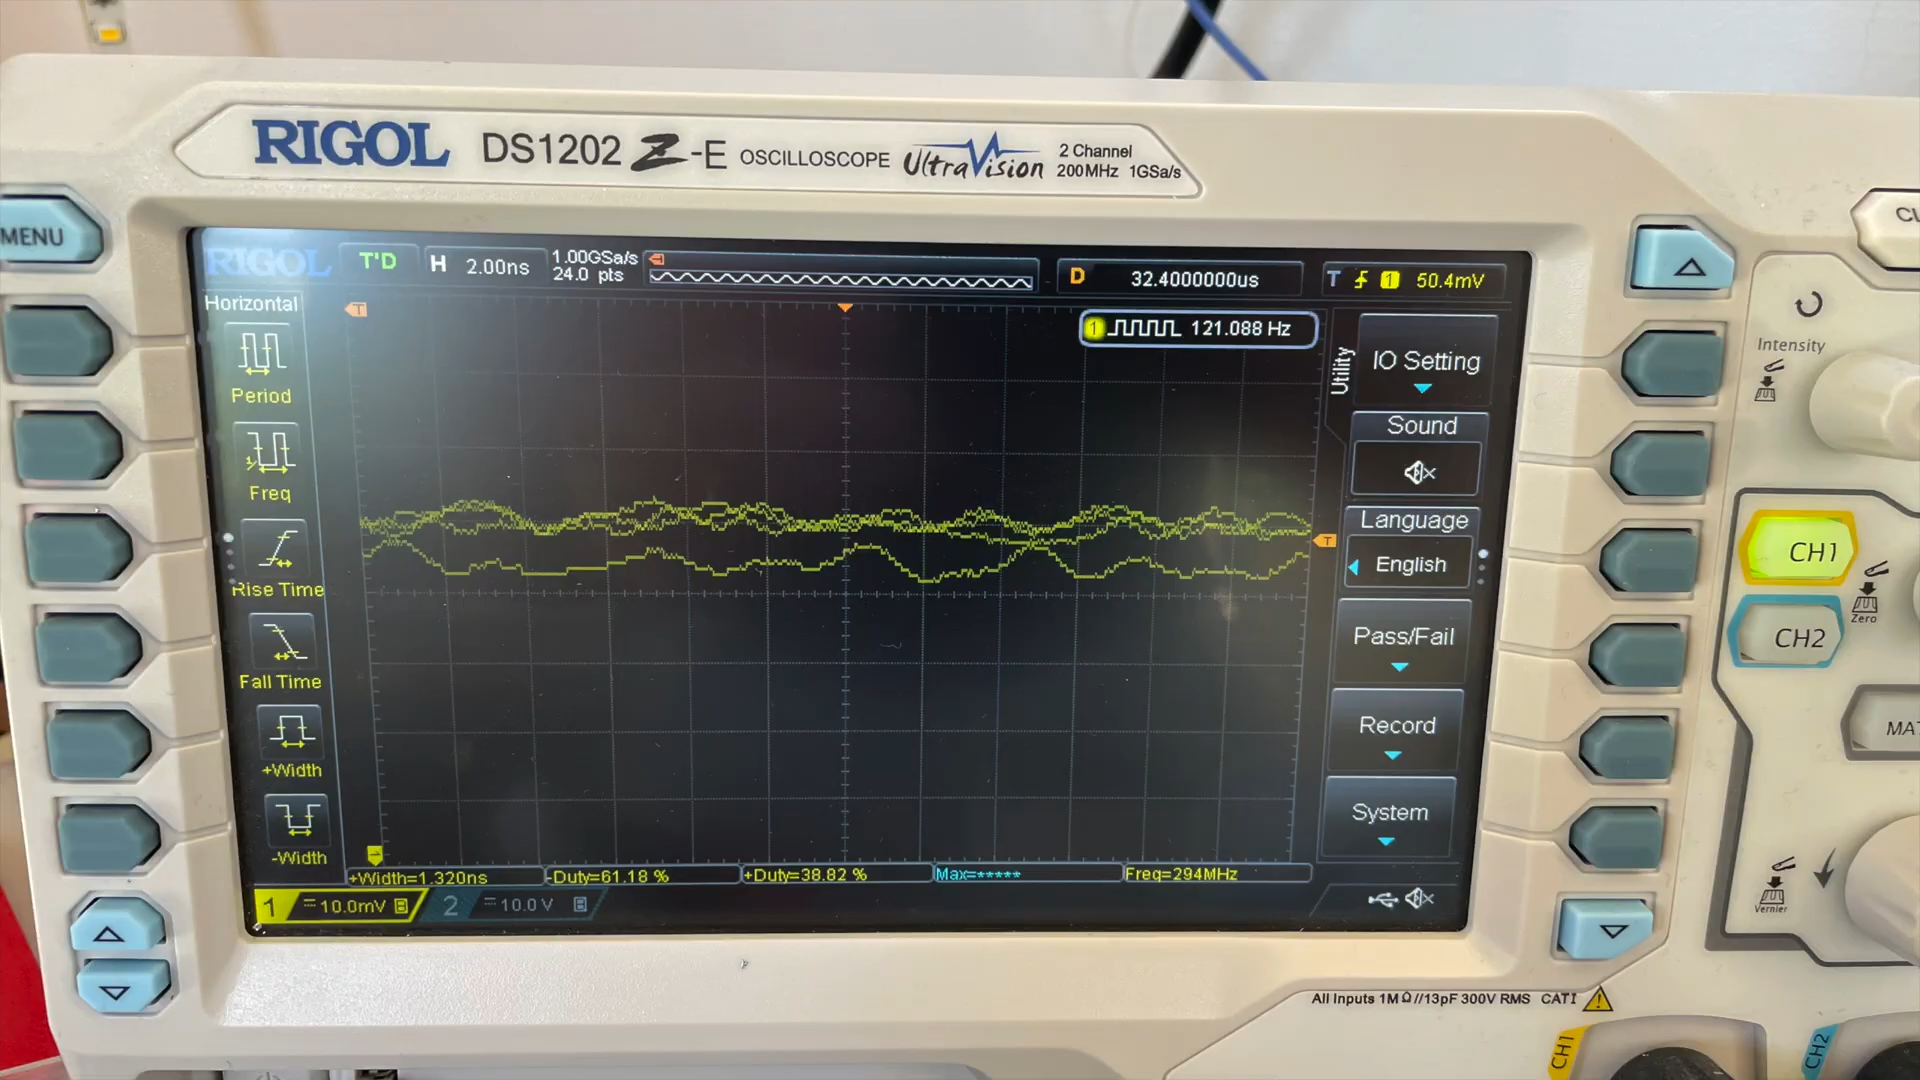 RIGOL DS1202 Z-E OSCILLOSCOPE UltraVision 2 Channel
200MHz 1GSa/s
MENU
RIGOL T'D H 2.00ns 1.00GSa/s
24.0 pts
D 32.4000000us T 1 50.4mV
Horizontal
1 121.088 Hz
Period
Freq
Rise Time
Fall Time
+Width
-Width
Utility
IO Setting
Sound
Language
English
Pass/Fail
Record
System
T
T
+Width=1.320ns -Duty=61.18 % +Duty=38.82 % Max=***** Freq=294MHz
1 10.0mV B 2 10.0 V B
Intensity
CH1
Zero
CH2
Vernier
All Inputs 1MΩ//13pF 300V RMS CAT I
CH1
CH2